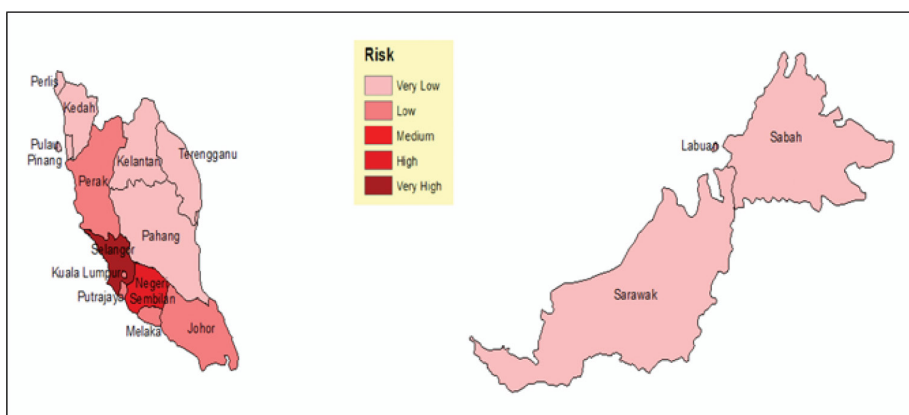 Risk
Very Low
Low
Medium
High
Very High
Perlis
Kedah
Pulau
Pinang
Kelantan
Terengganu
Perak
Pahang
Selangor
Kuala Lumpur
Negeri
Sembilan
Putrajaya
Melaka
Johor
Labuan
Sabah
Sarawak